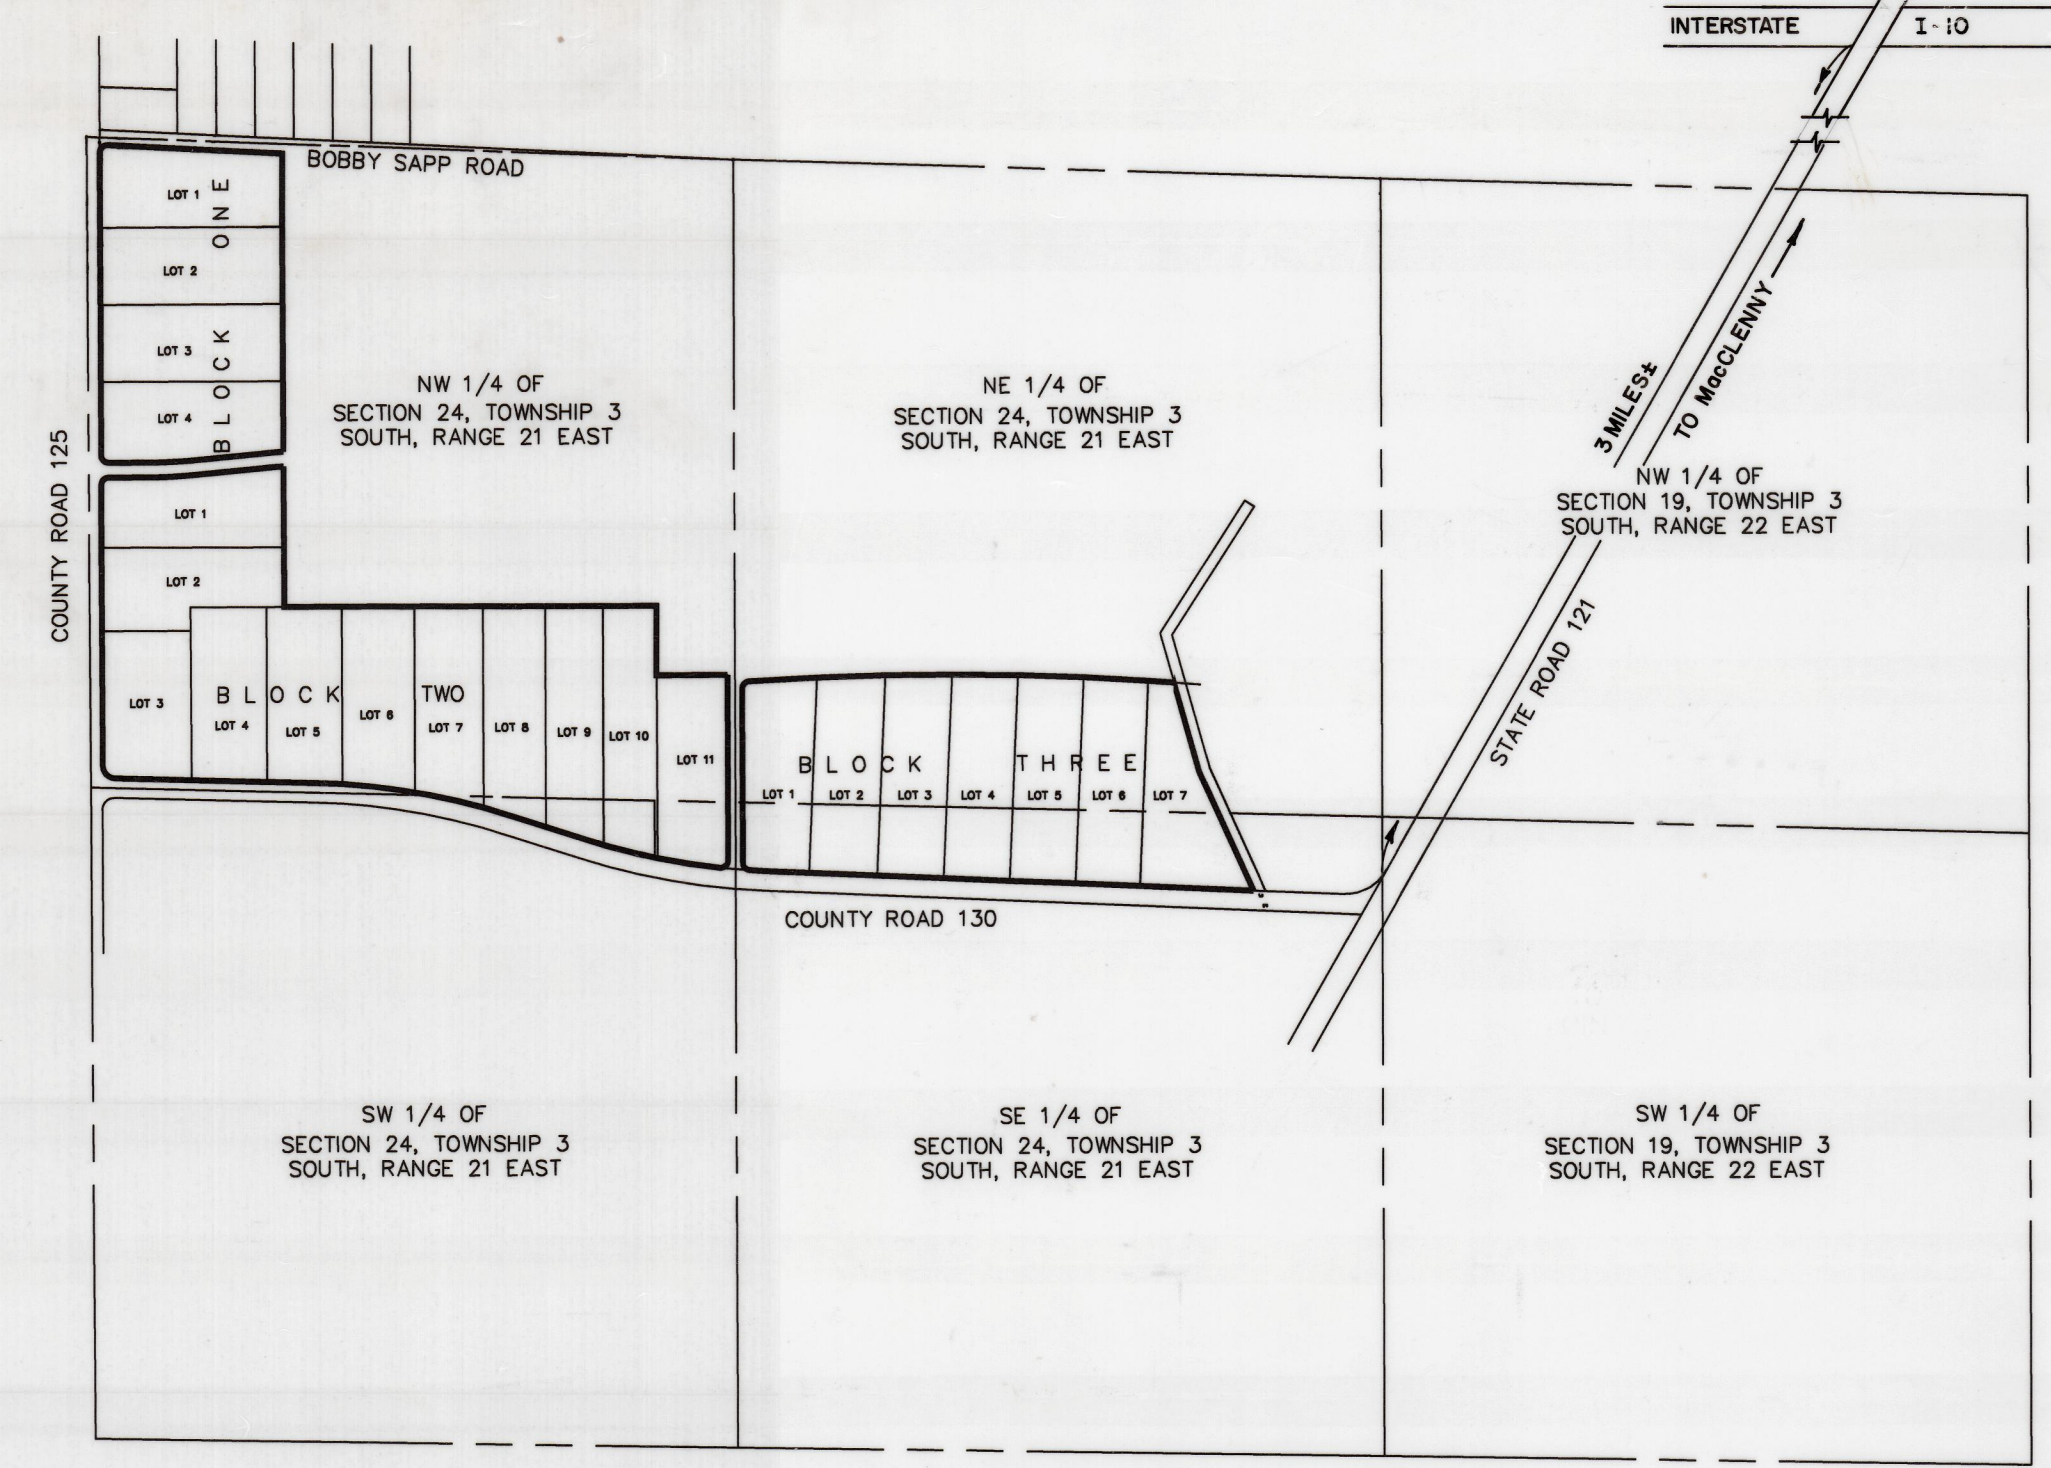 INTERSTATE I-10
BOBBY SAPP ROAD
LOT 1
LOT 2
LOT 3
LOT 4
BLOCK ONE
COUNTY ROAD 125
NW 1/4 OF
SECTION 24, TOWNSHIP 3
SOUTH, RANGE 21 EAST
NE 1/4 OF
SECTION 24, TOWNSHIP 3
SOUTH, RANGE 21 EAST
3 MILES±
TO MacCLENNY
NW 1/4 OF
SECTION 19, TOWNSHIP 3
SOUTH, RANGE 22 EAST
STATE ROAD 121
LOT 1
LOT 2
LOT 3
BLOCK TWO
LOT 4
LOT 5
LOT 6
LOT 7
LOT 8
LOT 9
LOT 10
LOT 11
BLOCK THREE
LOT 1
LOT 2
LOT 3
LOT 4
LOT 5
LOT 6
LOT 7
COUNTY ROAD 130
SW 1/4 OF
SECTION 24, TOWNSHIP 3
SOUTH, RANGE 21 EAST
SE 1/4 OF
SECTION 24, TOWNSHIP 3
SOUTH, RANGE 21 EAST
SW 1/4 OF
SECTION 19, TOWNSHIP 3
SOUTH, RANGE 22 EAST